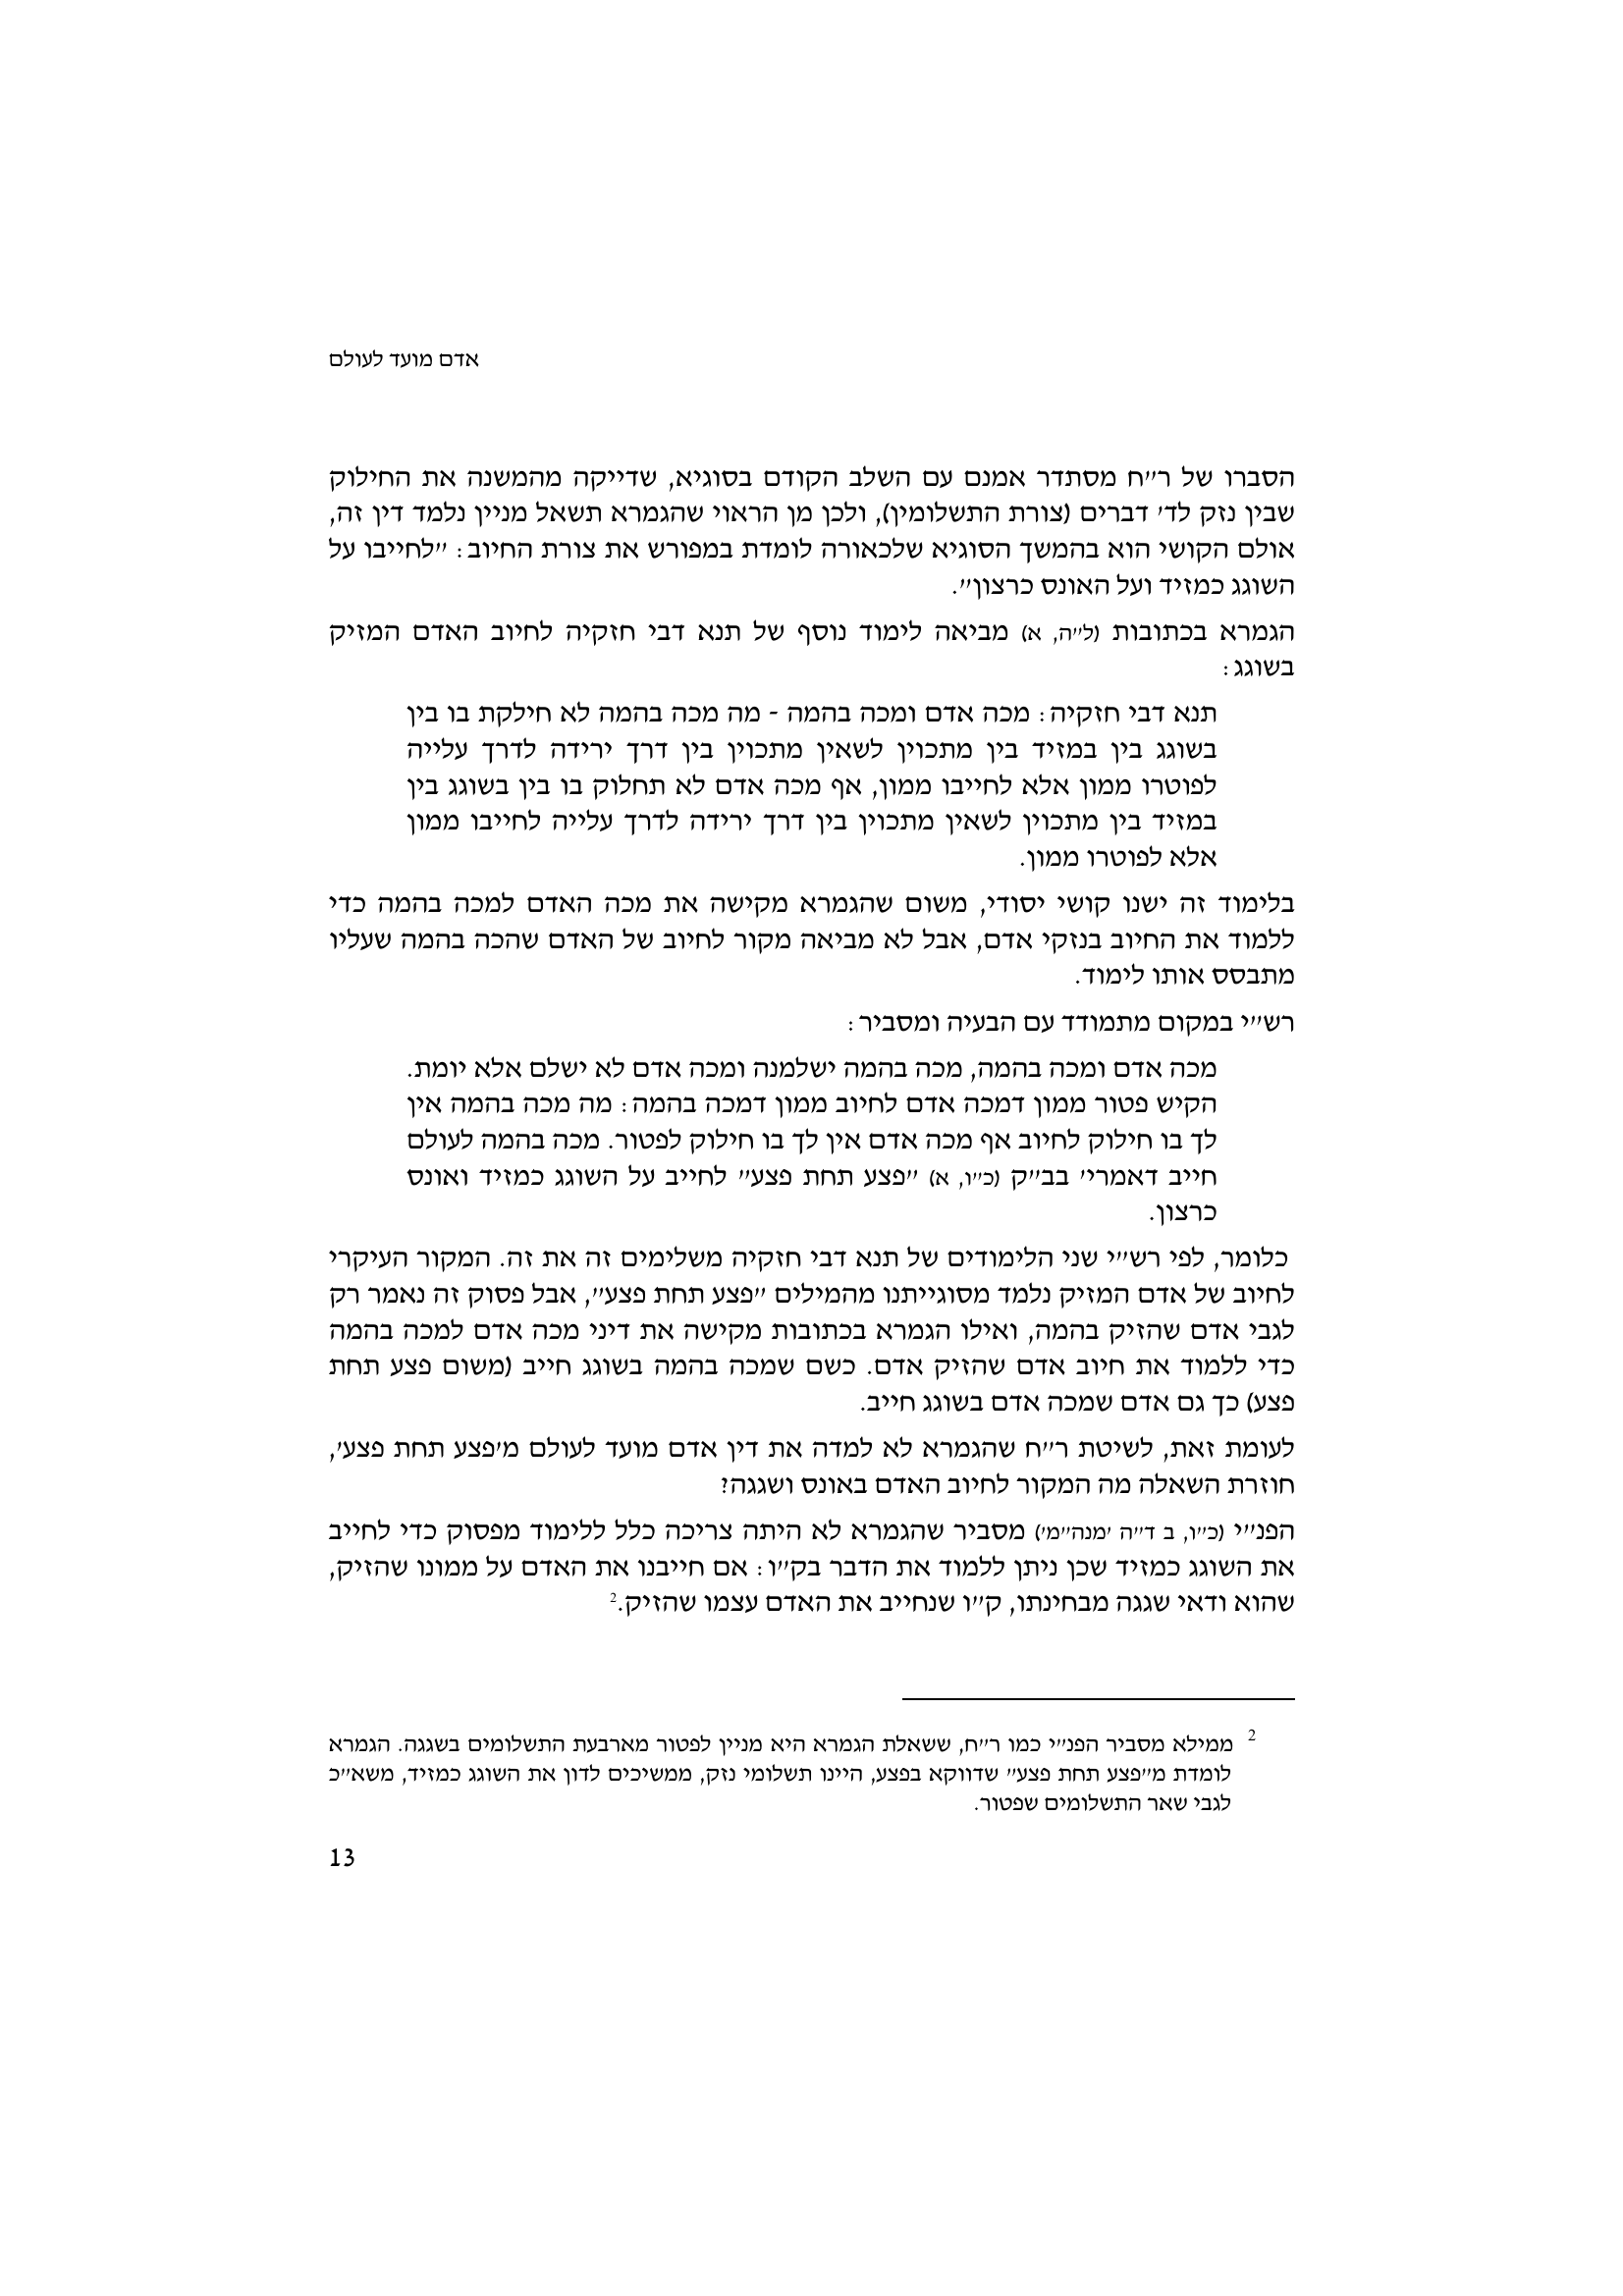 אדם מועד לעולם
הסברו של ר״ח מסתדר אמנם עם השלב הקודם בסוגיא, שדייקה מהמשנה את החילוק
שבין נזק לד׳ דברים (צורת התשלומין), ולכן מן הראוי שהגמרא תשאל מניין נלמד דין זה,
אולם הקושי הוא בהמשך הסוגיא שלכאורה לומדת במפורש את צורת החיוב: ״לחייבו על
השוגג כמזיד ועל האונס כרצון״.
הגמרא בכתובות (ל״ה, א) מביאה לימוד נוסף של תנא דבי חזקיה לחיוב האדם המזיק
בשוגג:
תנא דבי חזקיה: מכה אדם ומכה בהמה - מה מכה בהמה לא חילקת בו בין
בשוגג בין במזיד בין מתכוין לשאין מתכוין בין דרך ירידה לדרך עלייה
לפוטרו ממון אלא לחייבו ממון, אף מכה אדם לא תחלוק בו בין בשוגג בין
במזיד בין מתכוין לשאין מתכוין בין דרך ירידה לדרך עלייה לחייבו ממון
אלא לפוטרו ממון.
בלימוד זה ישנו קושי יסודי, משום שהגמרא מקישה את מכה האדם למכה בהמה כדי
ללמוד את החיוב בנזקי אדם, אבל לא מביאה מקור לחיוב של האדם שהכה בהמה שעליו
מתבסס אותו לימוד.
רש״י במקום מתמודד עם הבעיה ומסביר:
מכה אדם ומכה בהמה, מכה בהמה ישלמנה ומכה אדם לא ישלם אלא יומת.
הקיש פטור ממון דמכה אדם לחיוב ממון דמכה בהמה: מה מכה בהמה אין
לך בו חילוק לחיוב אף מכה אדם אין לך בו חילוק לפטור. מכה בהמה לעולם
חייב דאמרי׳ בב״ק (כ״ו, א) ״פצע תחת פצע״ לחייב על השוגג כמזיד ואונס
כרצון.
כלומר, לפי רש״י שני הלימודים של תנא דבי חזקיה משלימים זה את זה. המקור העיקרי
לחיוב של אדם המזיק נלמד מסוגייתנו מהמילים ״פצע תחת פצע״, אבל פסוק זה נאמר רק
לגבי אדם שהזיק בהמה, ואילו הגמרא בכתובות מקישה את דיני מכה אדם למכה בהמה
כדי ללמוד את חיוב אדם שהזיק אדם. כשם שמכה בהמה בשוגג חייב (משום פצע תחת
פצע) כך גם אדם שמכה אדם בשוגג חייב.
לעומת זאת, לשיטת ר״ח שהגמרא לא למדה את דין אדם מועד לעולם מ׳פצע תחת פצע׳,
חוזרת השאלה מה המקור לחיוב האדם באונס ושגגה?
הפנ״י (כ״ו, ב ד״ה ׳מנה״מ׳) מסביר שהגמרא לא היתה צריכה כלל ללימוד מפסוק כדי לחייב
את השוגג כמזיד שכן ניתן ללמוד את הדבר בק״ו: אם חייבנו את האדם על ממונו שהזיק,
שהוא ודאי שגגה מבחינתו, ק״ו שנחייב את האדם עצמו שהזיק.2
2 ממילא מסביר הפנ״י כמו ר״ח, ששאלת הגמרא היא מניין לפטור מארבעת התשלומים בשגגה. הגמרא
לומדת מ״פצע תחת פצע״ שדווקא בפצע, היינו תשלומי נזק, ממשיכים לדון את השוגג כמזיד, משא״כ
לגבי שאר התשלומים שפטור.
13